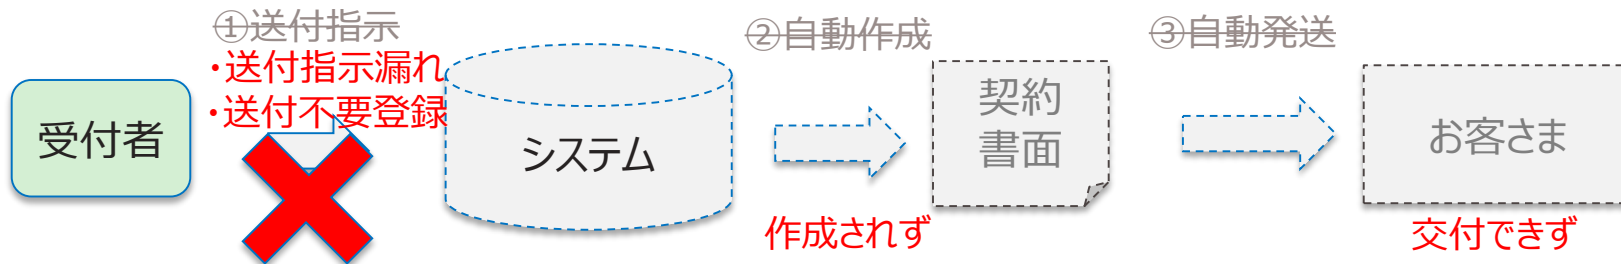 ①送付指示
・送付指示漏れ
・送付不要登録
受付者
システム
②自動作成
契約
書面
作成されず
③自動発送
お客さま
交付できず